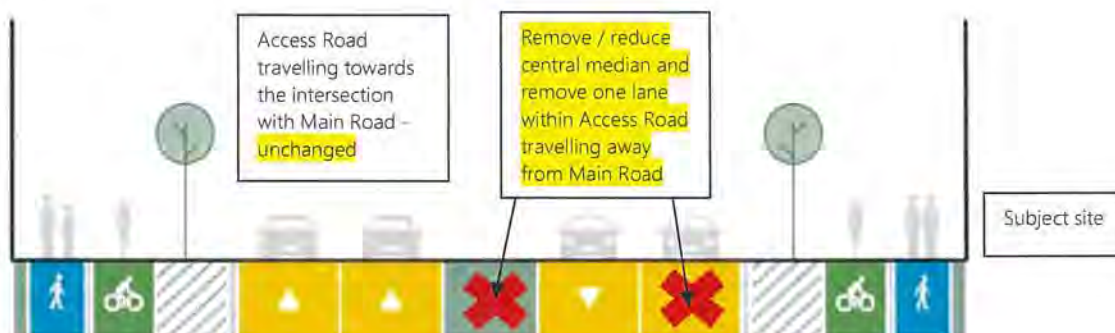 Access Road
travelling towards
the intersection
with Main Road –
unchanged
Remove / reduce
central median and
remove one lane
within Access Road
travelling away
from Main Road
Subject site